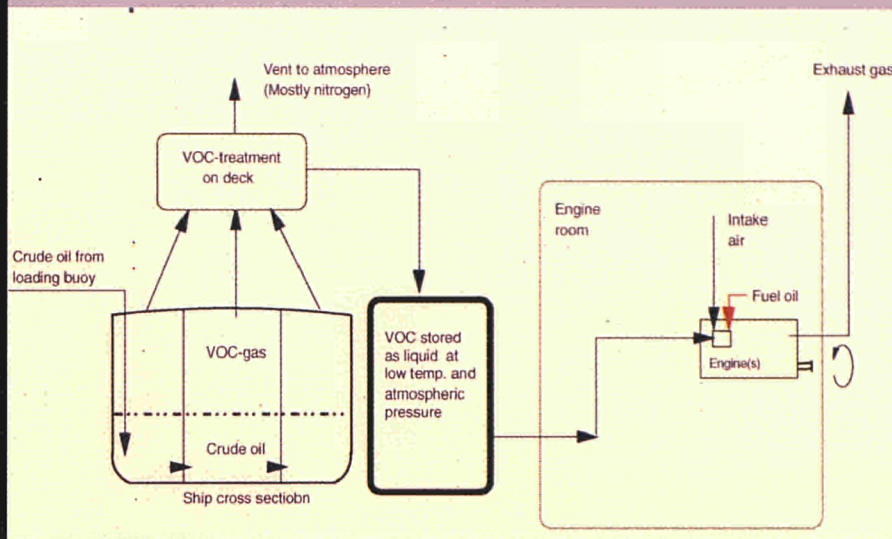 Vent to atmosphere
(Mostly nitrogen)
Exhaust gas
VOC-treatment
on deck
Engine
room
Intake
air
Crude oil from
loading buoy
Fuel oil
VOC-gas
VOC stored
as liquid at
low temp. and
atmospheric
pressure
Engine(s)
Crude oil
Ship cross sectiobn